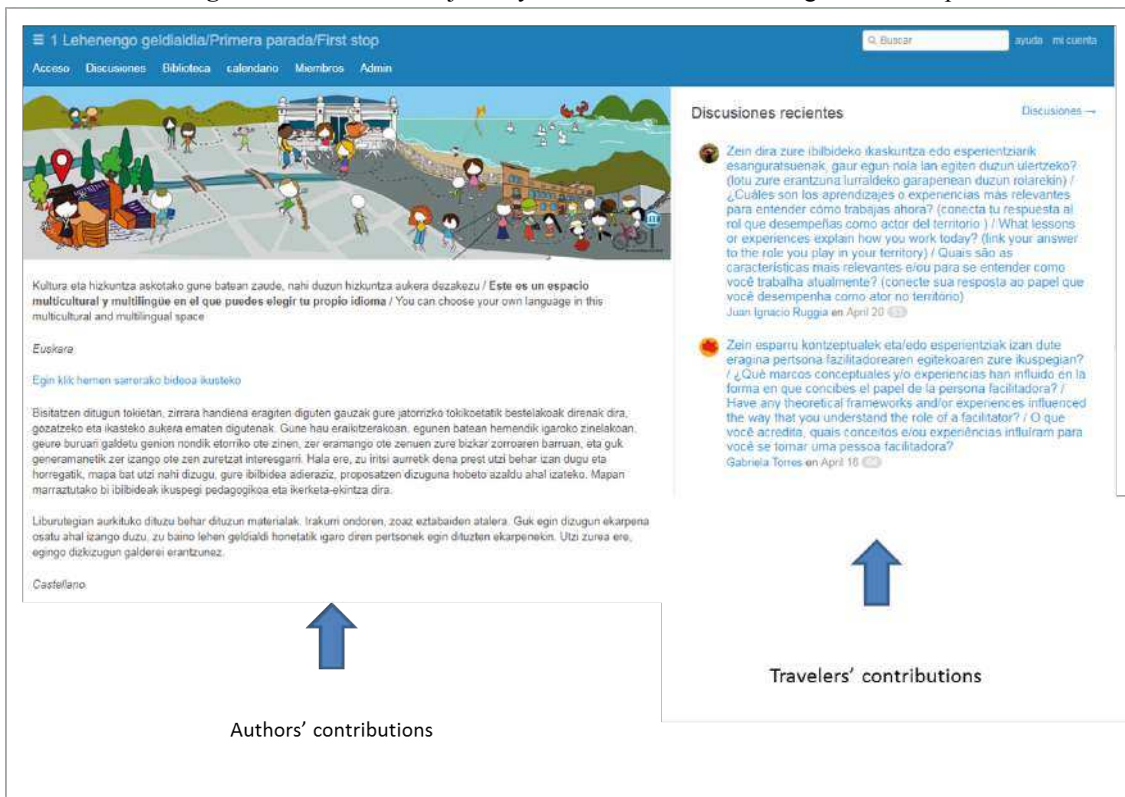 ≡ 1 Lehenengo geldialdia/Primera parada/First stop
Buscar
ayuda mi cuenta
Acceso Discusiones Biblioteca calendario Miembros Admin
Kultura eta hizkuntza askotako gune batean zaude, nahi duzun hizkuntza aukera dezakezu / Este es un espacio
multicultural y multilingüe en el que puedes elegir tu propio idioma / You can choose your own language in this
multicultural and multilingual space
Euskara
Egin klik hemen sarrerako bideoa ikusteko
Bisitatzen ditugun tokietan, zirrara handiena eragiten diguten gauzak gure jatorrizko tokikoetatik bestelakoak direnak dira,
gozatzeko eta ikasteko aukera ematen digutenak. Gune hau eraikitzerakoan, egunen batean hemendik igaroko zinelakoan,
geure buruari galdetu genion nondik etorriko ote zinen, zer eramango ote zenuen zure bizkar zorroaren barruan, eta guk
generamanetik zer izango ote zen zuretzat interesgarri. Hala ere, zu iritsi aurretik dena prest utzi behar izan dugu eta
horregatik, mapa bat utzi nahi dizugu, gure ibilbidea adieraziz, proposatzen dizuguna hobeto azaldu ahal izateko. Mapan
marraztutako bi ibilbideak ikuspegi pedagogikoa eta ikerketa-ekintza dira.
Liburutegian aurkituko dituzu behar dituzun materialak. Irakurri ondoren, zoaz eztabaiden atalera. Guk egin dizugun ekarpena
osatu ahal izango duzu, zu baino lehen geldialdi honetatik igaro diren pertsonek egin dituzten ekarpenekin. Utzi zurea ere,
egingo dizkizugun galderei erantzunez.
Castellano
Discusiones recientes
Discusiones →
Zein dira zure ibilbideko ikaskuntza edo esperientziarik
esanguratsuenak, gaur egun nola lan egiten duzun ulertzeko?
(lotu zure erantzuna lurraldeko garapenean duzun rolarekin) /
¿Cuáles son los aprendizajes o experiencias más relevantes
para entender cómo trabajas ahora? (conecta tu respuesta al
rol que desempeñas como actor del territorio ) / What lessons
or experiences explain how you work today? (link your answer
to the role you play in your territory) / Quais são as
características mais relevantes e/ou para se entender como
você trabalha atualmente? (conecte sua resposta ao papel que
você desempenha como ator no território)
Juan Ignacio Ruggia en April 20
Zein esparru kontzeptualek eta/edo esperientziak izan dute
eragina pertsona fazilitadorearen egitekoaren zure ikuspegian?
/ ¿Qué marcos conceptuales y/o experiencias han influido en la
forma en que concibes el papel de la persona facilitadora? /
Have any theoretical frameworks and/or experiences influenced
the way that you understand the role of a facilitator? / O que
você acredita, quais conceitos e/ou experiências influíram para
você se tornar uma pessoa facilitadora?
Gabriela Torres en April 16
Authors' contributions
Travelers' contributions